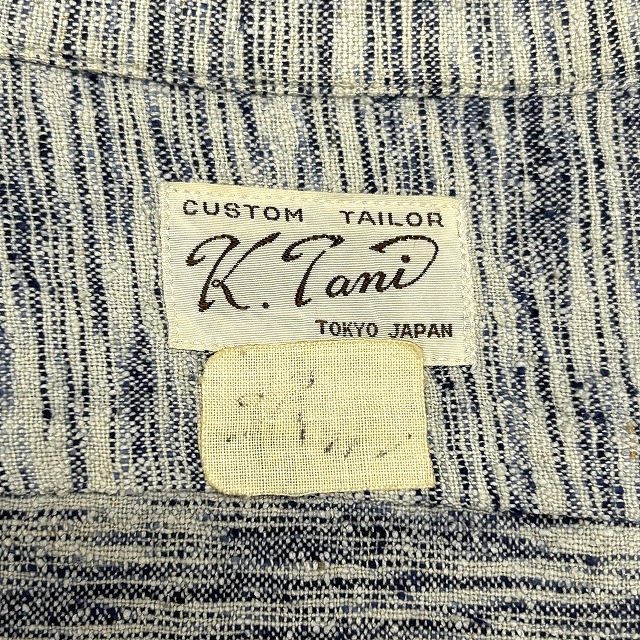 CUSTOM TAILOR
K. Tani
TOKYO JAPAN